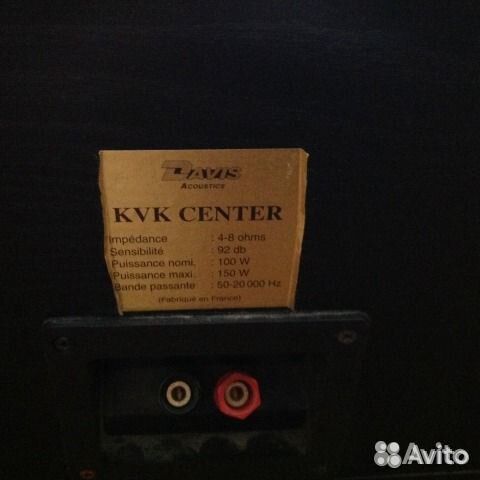 DAVIS
ACOUSTICS
KVK CENTER
Impédance : 4-8 ohms
Sensibilité : 92 db
Puissance nomi. : 100 W
Puissance maxi. : 150 W
Bande passante : 50-20 000 Hz
(Fabriqué en France)
Avito